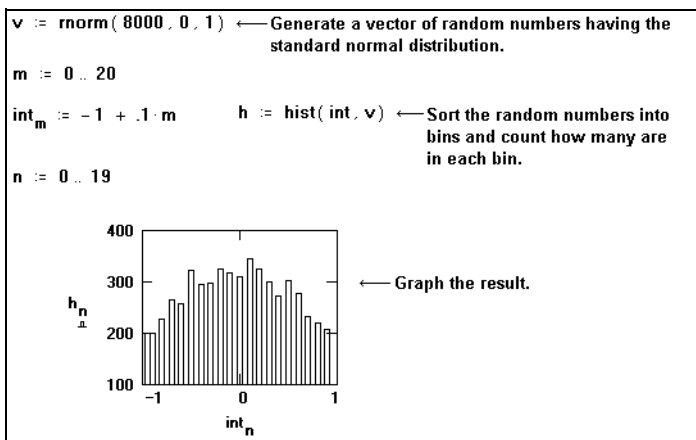 v := rnorm( 8000 , 0 , 1 ) ⟵ Generate a vector of random numbers having the
standard normal distribution.
m := 0 .. 20
int_m := −1 + .1 · m h := hist( int , v ) ⟵ Sort the random numbers into
bins and count how many are
in each bin.
n := 0 .. 19
400
300
200
100
h_n
⟵ Graph the result.
−1 0 1
int_n